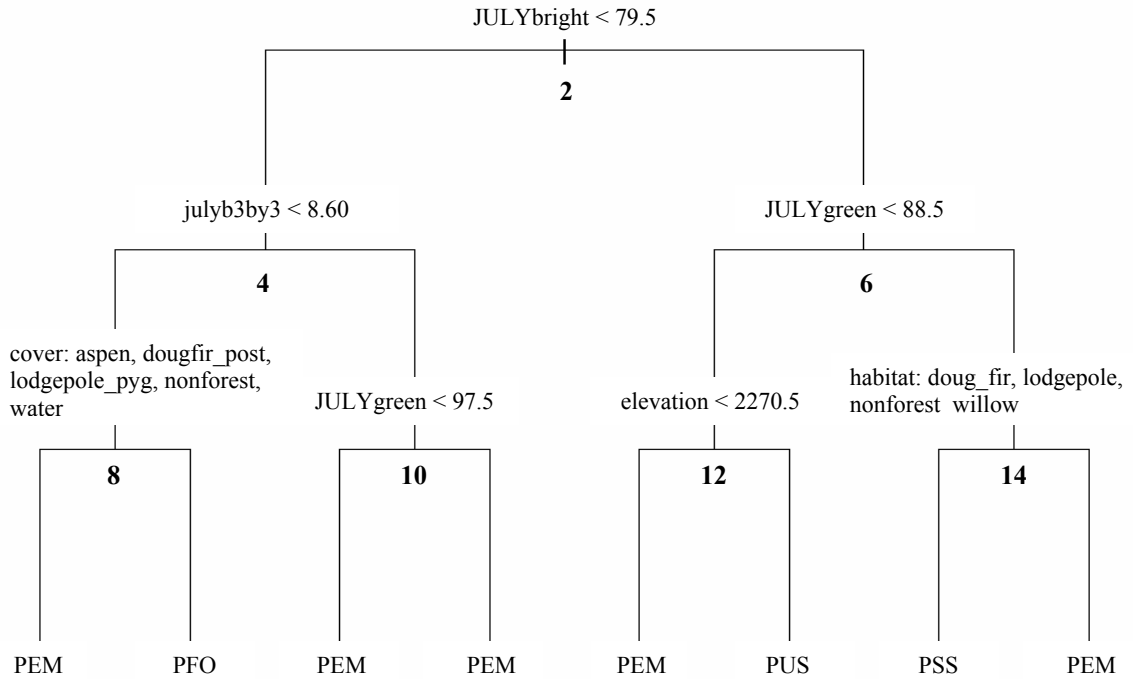 JULYbright < 79.5
2
julyb3by3 < 8.60
JULYgreen < 88.5
4
6
cover: aspen, dougfir_post,
lodgepole_pyg, nonforest,
water
JULYgreen < 97.5
elevation < 2270.5
habitat: doug_fir, lodgepole,
nonforest willow
8
10
12
14
PEM
PFO
PEM
PEM
PEM
PUS
PSS
PEM